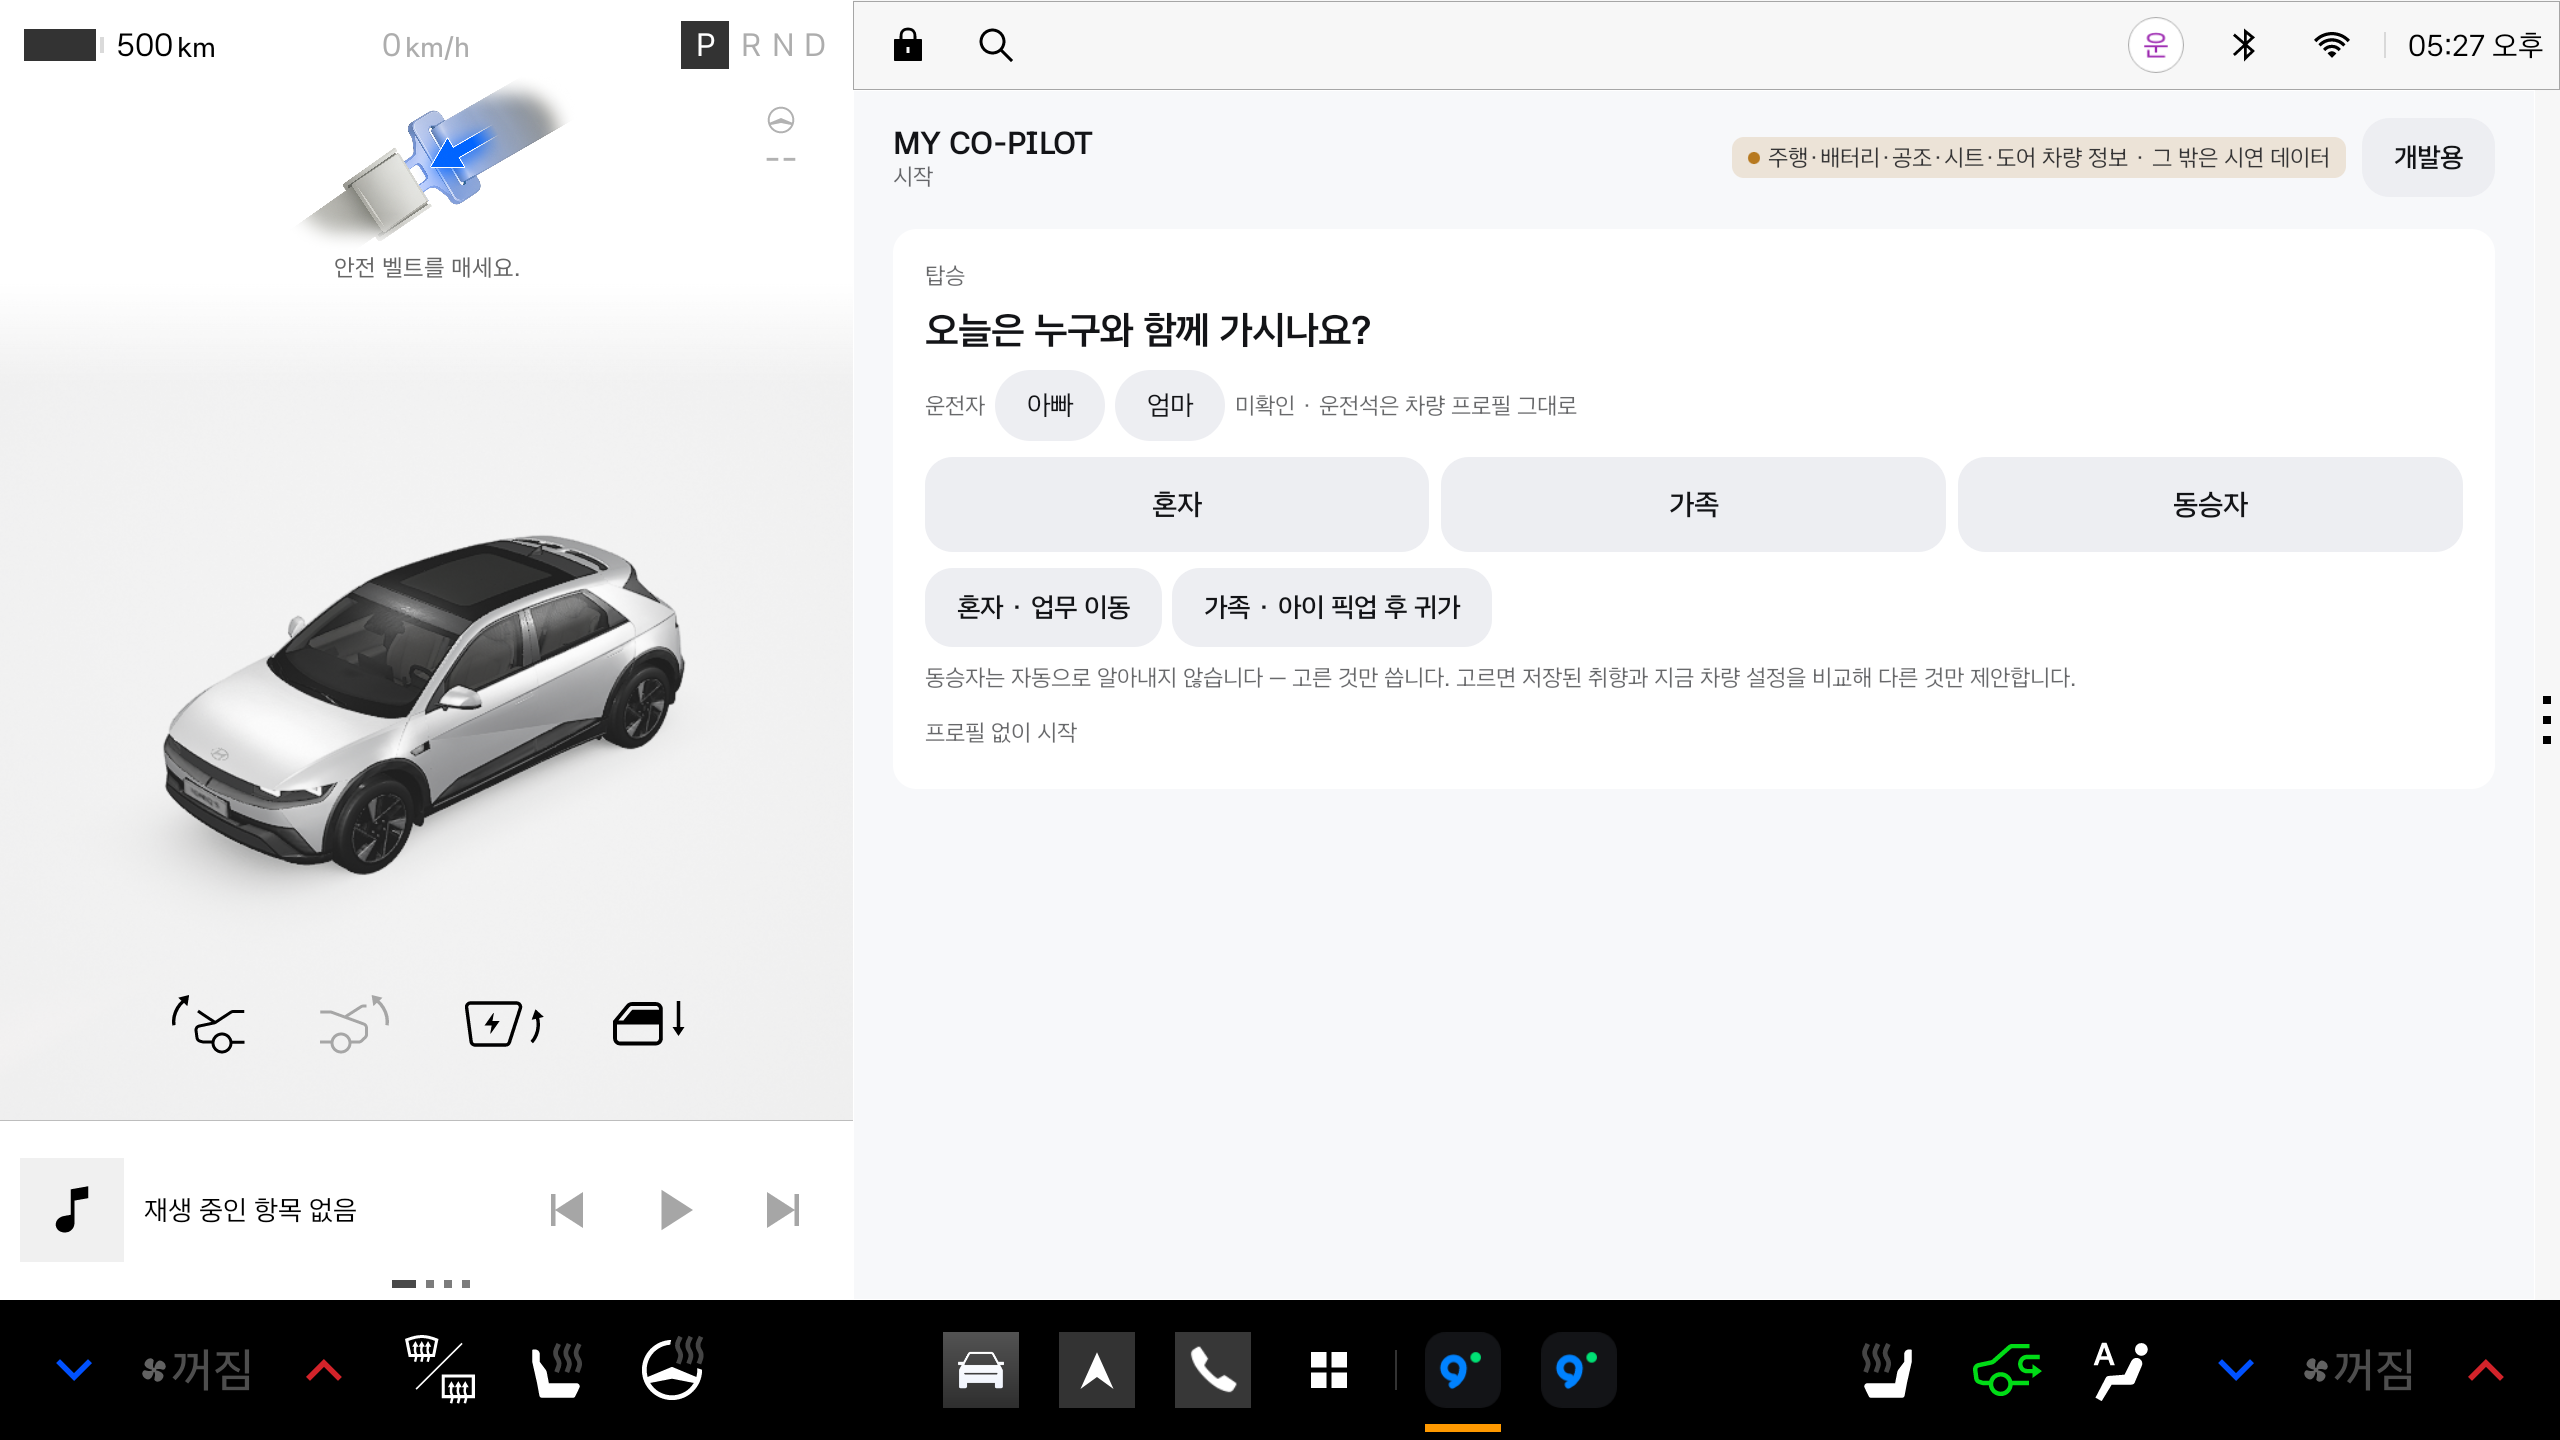 500 km
0 km/h
P R N D
안전 벨트를 매세요.
재생 중인 항목 없음
운
05:27 오후
MY CO-PILOT
시작
주행·배터리·공조·시트·도어 차량 정보 · 그 밖은 시연 데이터
개발용
탑승
오늘은 누구와 함께 가시나요?
운전자 아빠 엄마 미확인 · 운전석은 차량 프로필 그대로
혼자 가족 동승자
혼자 · 업무 이동 가족 · 아이 픽업 후 귀가
동승자는 자동으로 알아내지 않습니다 — 고른 것만 씁니다. 고르면 저장된 취향과 지금 차량 설정을 비교해 다른 것만 제안합니다.
프로필 없이 시작
꺼짐
A
꺼짐